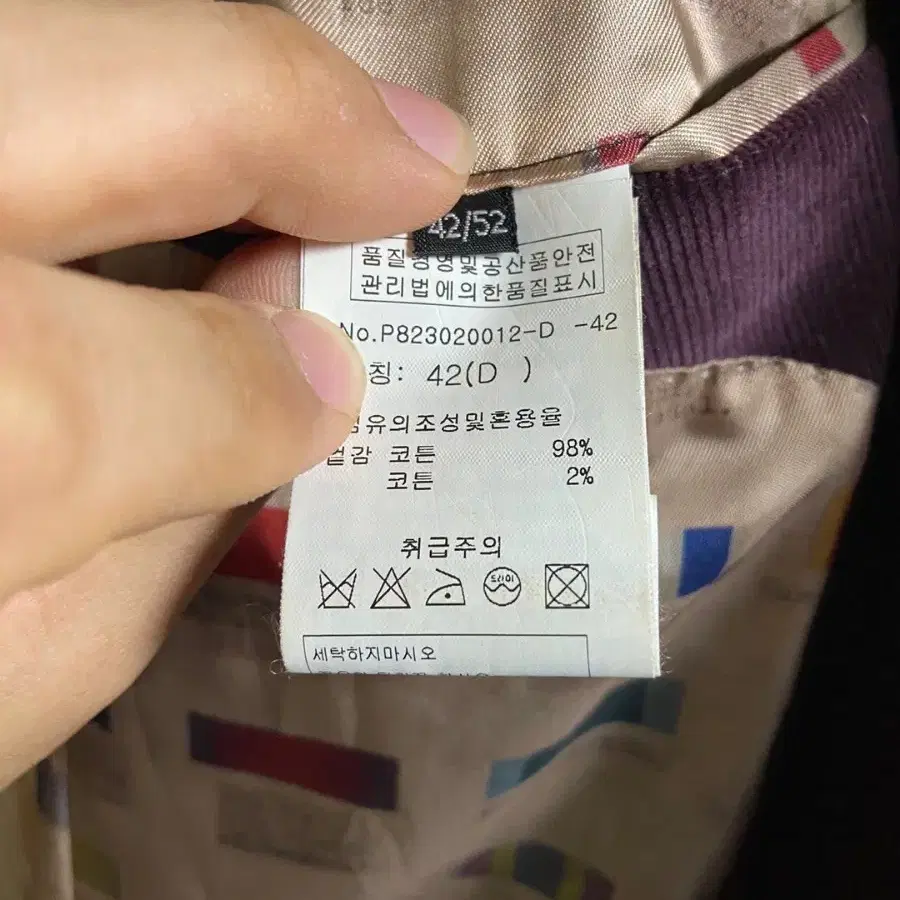 42/52
품질경영및공산품안전
관리법에의한품질표시
No.P823020012-D -42
칭: 42(D )
유의조성및혼용율
겉감 코튼 98%
코튼 2%
취급주의
드라이
세탁하지마시오